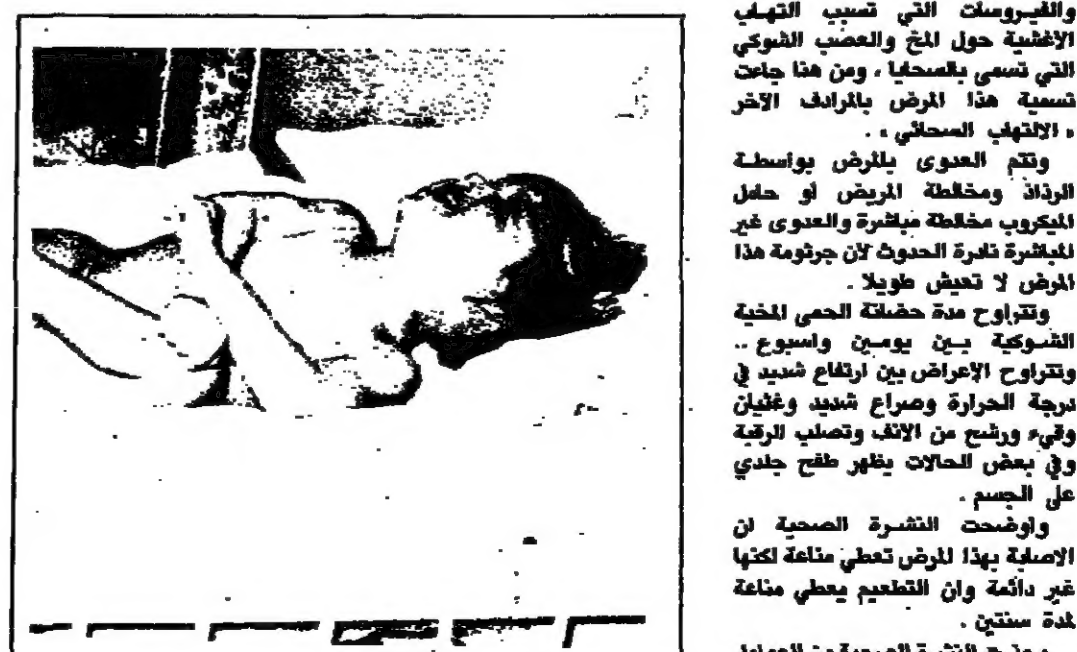 والفيروسات التي تسبب التهاب
الاغشية حول المخ والعصب الشوكي
التي تسمى بالسحايا ، ومن هنا جاءت
تسمية هذا المرض بالمرادف الآخر
« الالتهاب السحائي » .
وتتم العدوى بالمرض بواسطة
الرذاذ ومخالطة المريض او حامل
الميكروب مخالطة مباشرة والعدوى غير
المباشرة نادرة الحدوث لان جرثومة هذا
المرض لا تعيش طويلا .
وتتراوح مدة حضانة الحمى المخية
الشوكية بين يومين واسبوع ..
وتتراوح الاعراض بين ارتفاع شديد في
درجة الحرارة وصراع شديد وغثيان
وقيء ورشح من الانف وتصلب الرقبة
وفي بعض الحالات يظهر طفح جلدي
على الجسم .
واوضحت النشرة الصحية ان
الاصابة بهذا المرض تعطي مناعة لكنها
غير دائمة وان التطعيم يعطي مناعة
لمدة سنتين .
النشرة الصحية